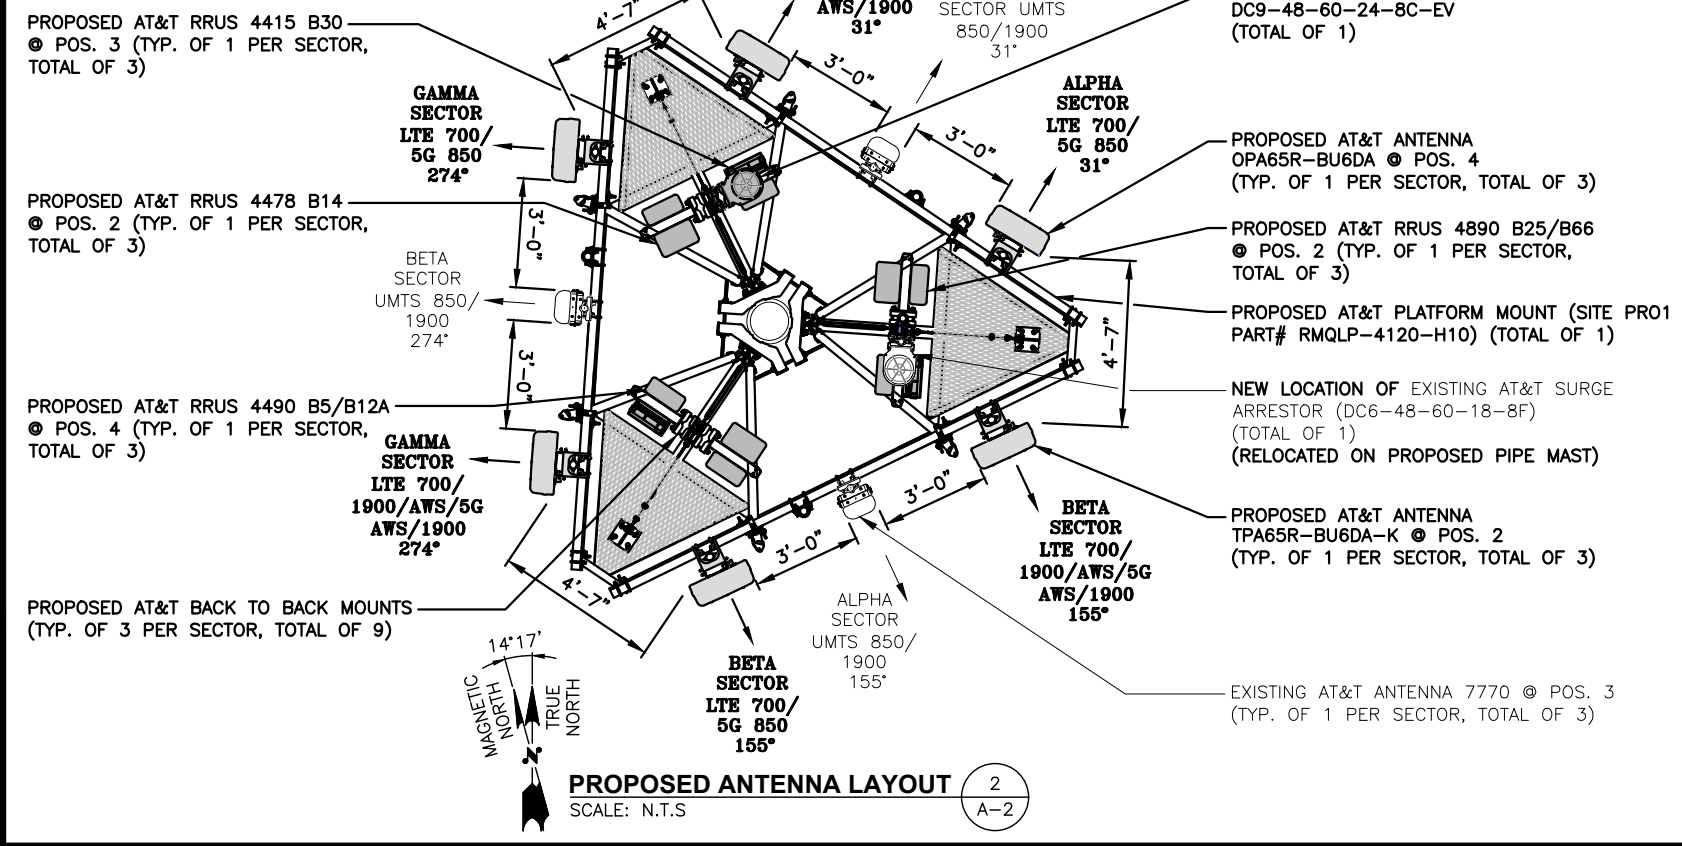 PROPOSED AT&T RRUS 4415 B30
@ POS. 3 (TYP. OF 1 PER SECTOR,
TOTAL OF 3)
PROPOSED AT&T RRUS 4478 B14
@ POS. 2 (TYP. OF 1 PER SECTOR,
TOTAL OF 3)
PROPOSED AT&T RRUS 4490 B5/B12A
@ POS. 4 (TYP. OF 1 PER SECTOR,
TOTAL OF 3)
PROPOSED AT&T BACK TO BACK MOUNTS
(TYP. OF 3 PER SECTOR, TOTAL OF 9)
4'-7"
AWS/1900
31°
SECTOR UMTS
850/1900
31°
3'-0"
3'-0"
ALPHA
SECTOR
LTE 700/
5G 850
31°
GAMMA
SECTOR
LTE 700/
5G 850
274°
3'-0"
BETA
SECTOR
UMTS 850/
1900
274°
3'-0"
GAMMA
SECTOR
LTE 700/
1900/AWS/5G
AWS/1900
274°
4'-7"
4'-7"
3'-0"
3'-0"
BETA
SECTOR
LTE 700/
1900/AWS/5G
AWS/1900
155°
ALPHA
SECTOR
UMTS 850/
1900
155°
BETA
SECTOR
LTE 700/
5G 850
155°
DC9-48-60-24-8C-EV
(TOTAL OF 1)
PROPOSED AT&T ANTENNA
OPA65R-BU6DA @ POS. 4
(TYP. OF 1 PER SECTOR, TOTAL OF 3)
PROPOSED AT&T RRUS 4890 B25/B66
@ POS. 2 (TYP. OF 1 PER SECTOR,
TOTAL OF 3)
PROPOSED AT&T PLATFORM MOUNT (SITE PRO1
PART# RMQLP-4120-H10) (TOTAL OF 1)
NEW LOCATION OF EXISTING AT&T SURGE
ARRESTOR (DC6-48-60-18-8F)
(TOTAL OF 1)
(RELOCATED ON PROPOSED PIPE MAST)
PROPOSED AT&T ANTENNA
TPA65R-BU6DA-K @ POS. 2
(TYP. OF 1 PER SECTOR, TOTAL OF 3)
EXISTING AT&T ANTENNA 7770 @ POS. 3
(TYP. OF 1 PER SECTOR, TOTAL OF 3)
14°17'
MAGNETIC
NORTH
TRUE
NORTH
N
PROPOSED ANTENNA LAYOUT
SCALE: N.T.S
2
A-2